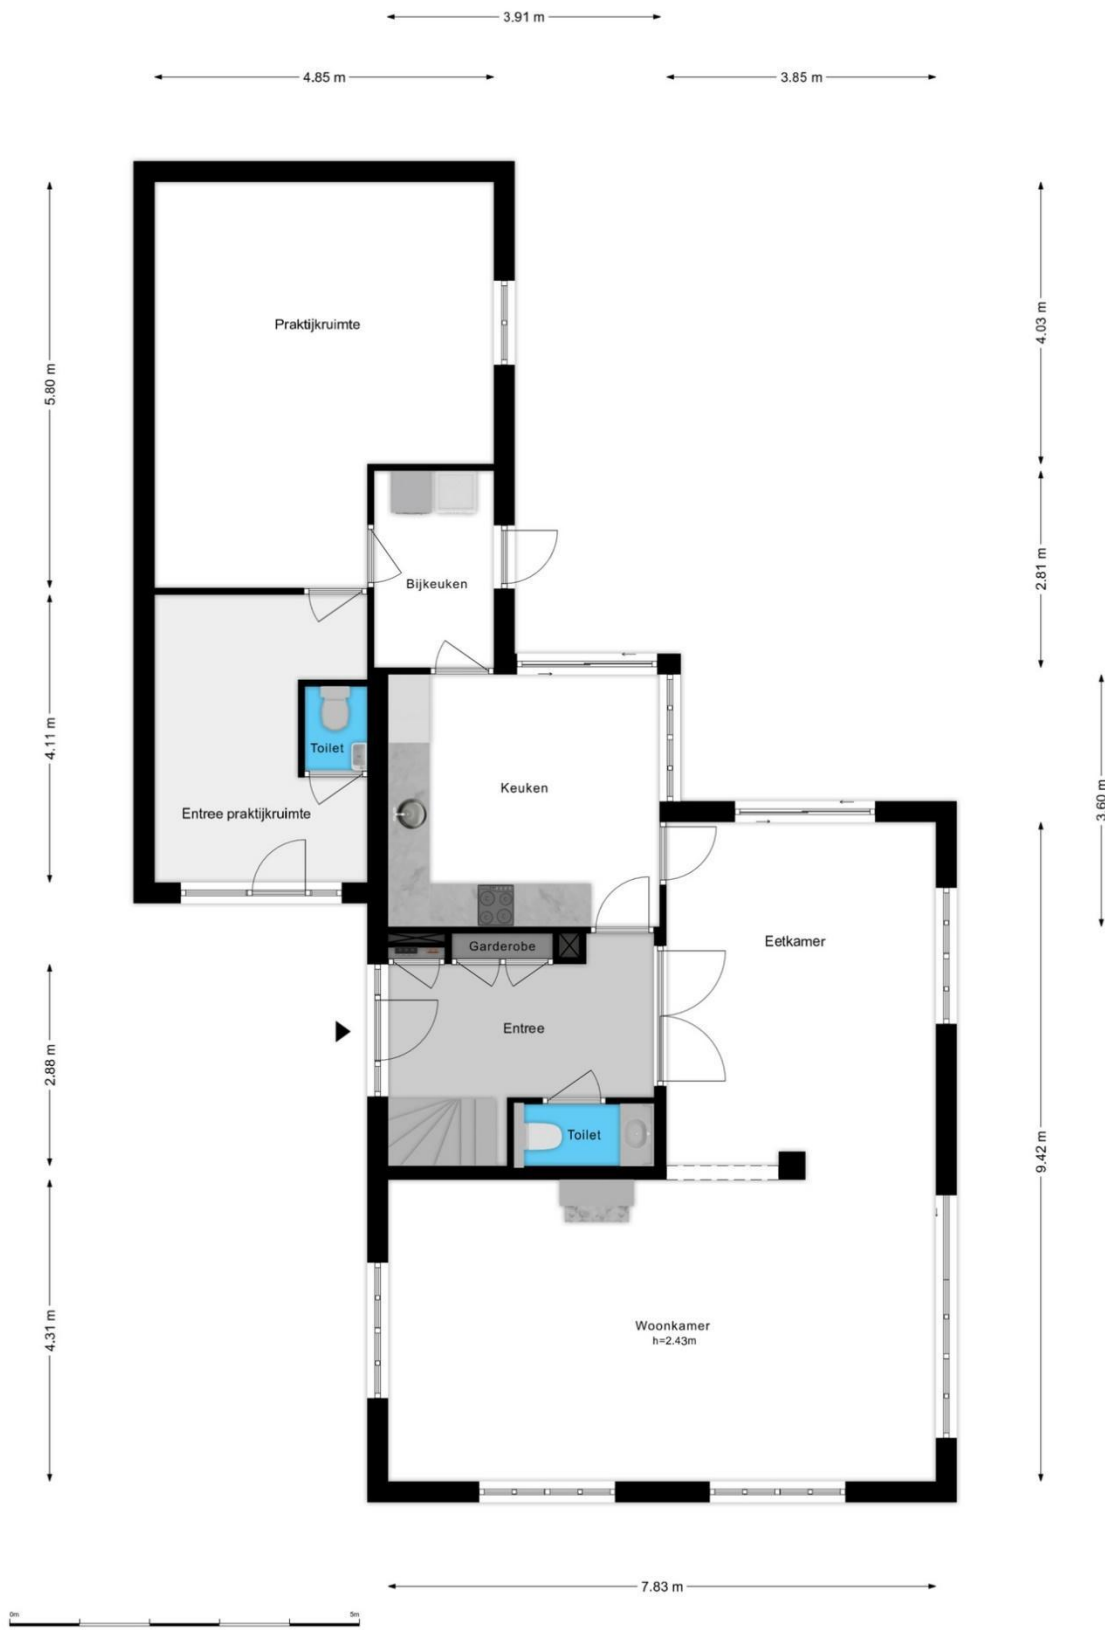 3.91 m
4.85 m
3.85 m
Praktijkruimte
5.80 m
4.03 m
Bijkeuken
2.81 m
Toilet
4.11 m
Keuken
3.60 m
Entree praktijkruimte
Eetkamer
Garderobe
Entree
2.88 m
Toilet
9.42 m
Woonkamer
h=2.43m
4.31 m
7.83 m
0m
5m